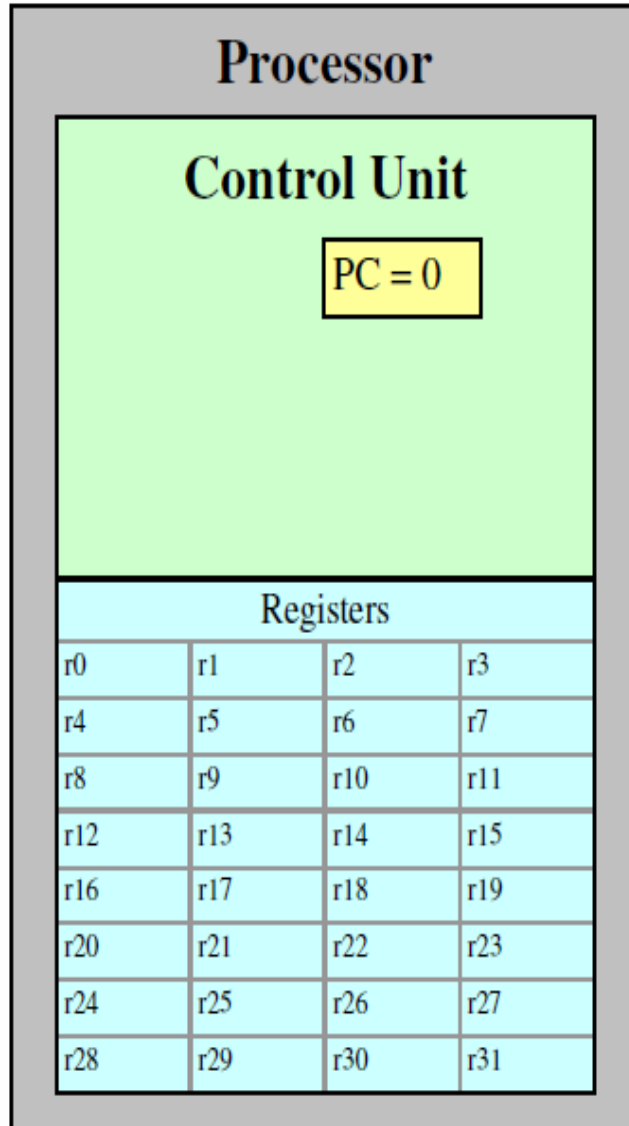 Processor
Control Unit
PC = 0
Registers
r0 r1 r2 r3
r4 r5 r6 r7
r8 r9 r10 r11
r12 r13 r14 r15
r16 r17 r18 r19
r20 r21 r22 r23
r24 r25 r26 r27
r28 r29 r30 r31